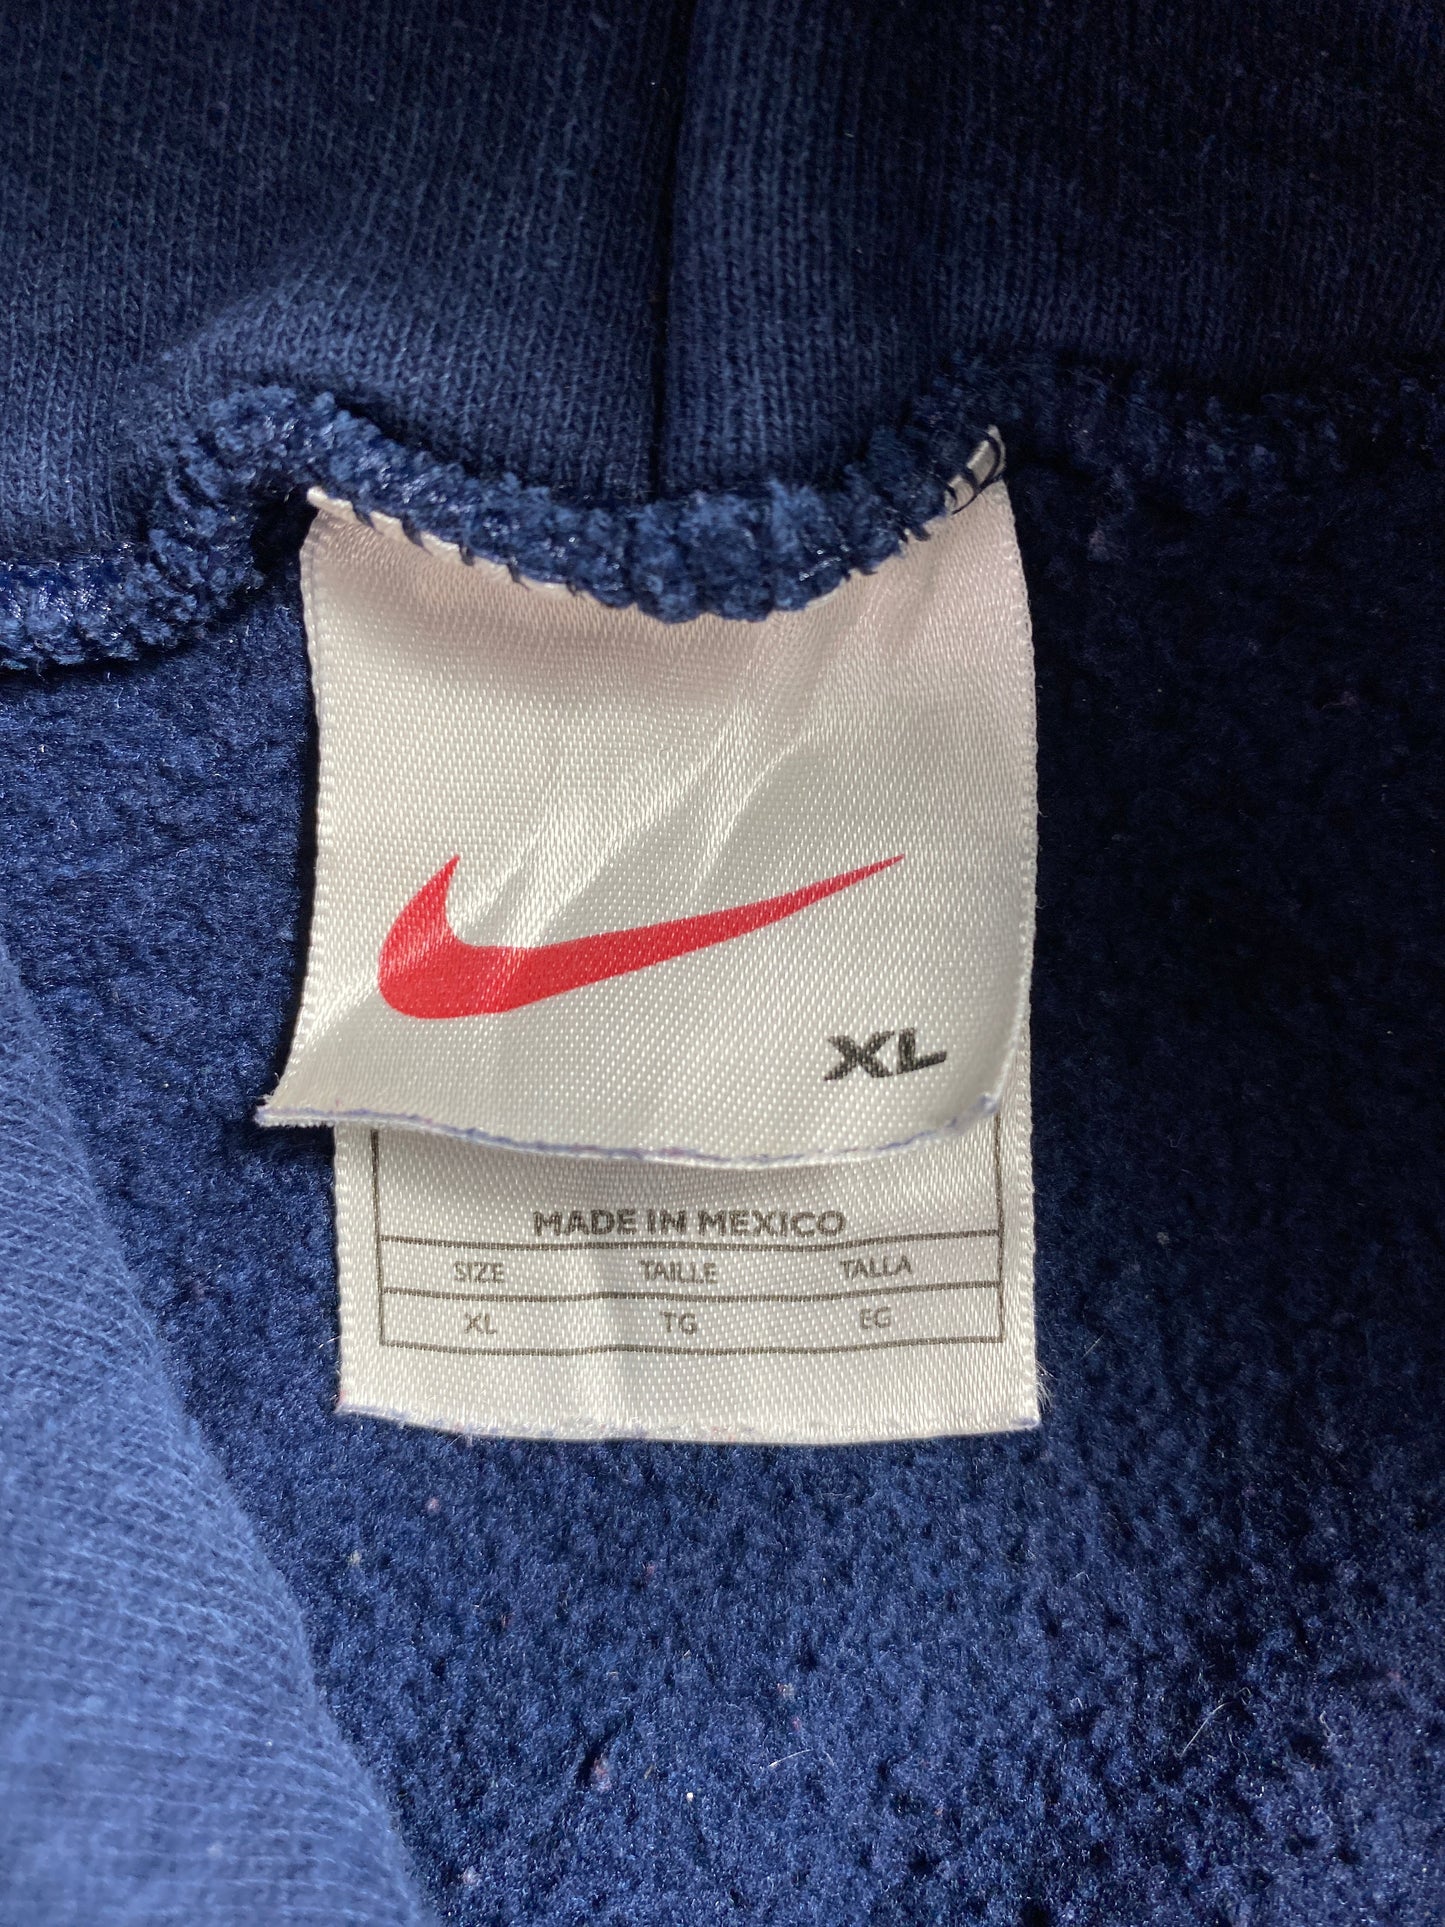 XL
MADE IN MEXICO
SIZE TAILLE TALLA
XL TG EG